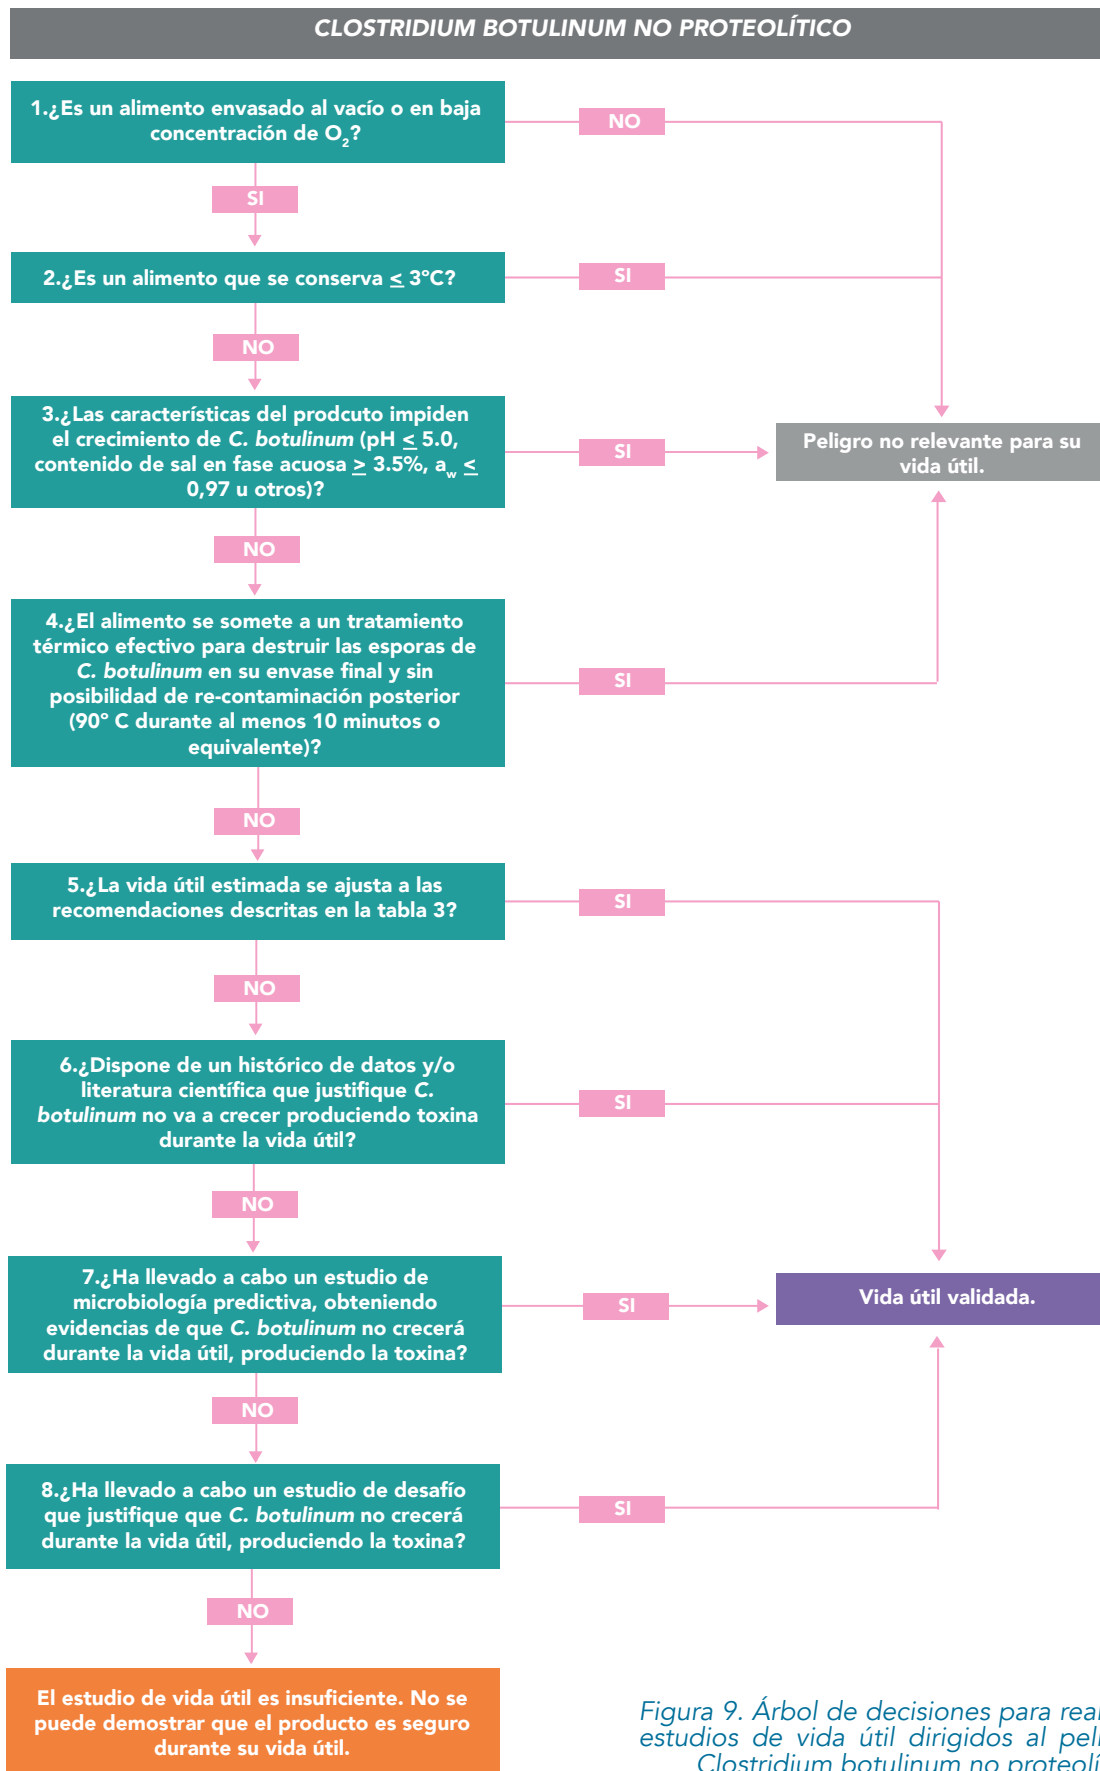 CLOSTRIDIUM BOTULINUM NO PROTEOLÍTICO
1.¿Es un alimento envasado al vacío o en baja
concentración de O2?
NO
SI
2.¿Es un alimento que se conserva ≤ 3ºC?
SI
NO
3.¿Las características del prodcuto impiden
el crecimiento de C. botulinum (pH ≤ 5.0,
contenido de sal en fase acuosa ≥ 3.5%, aw ≤
0,97 u otros)?
SI
Peligro no relevante para su
vida útil.
NO
4.¿El alimento se somete a un tratamiento
térmico efectivo para destruir las esporas de
C. botulinum en su envase final y sin
posibilidad de re-contaminación posterior
(90º C durante al menos 10 minutos o
equivalente)?
SI
NO
5.¿La vida útil estimada se ajusta a las
recomendaciones descritas en la tabla 3?
SI
NO
6.¿Dispone de un histórico de datos y/o
literatura científica que justifique C.
botulinum no va a crecer produciendo toxina
durante la vida útil?
SI
NO
7.¿Ha llevado a cabo un estudio de
microbiología predictiva, obteniendo
evidencias de que C. botulinum no crecerá
durante la vida útil, produciendo la toxina?
SI
Vida útil validada.
NO
8.¿Ha llevado a cabo un estudio de desafío
que justifique que C. botulinum no crecerá
durante la vida útil, produciendo la toxina?
SI
NO
El estudio de vida útil es insuficiente. No se
puede demostrar que el producto es seguro
durante su vida útil.
Figura 9. Árbol de decisiones para real
estudios de vida útil dirigidos al peli
Clostridium botulinum no proteolí